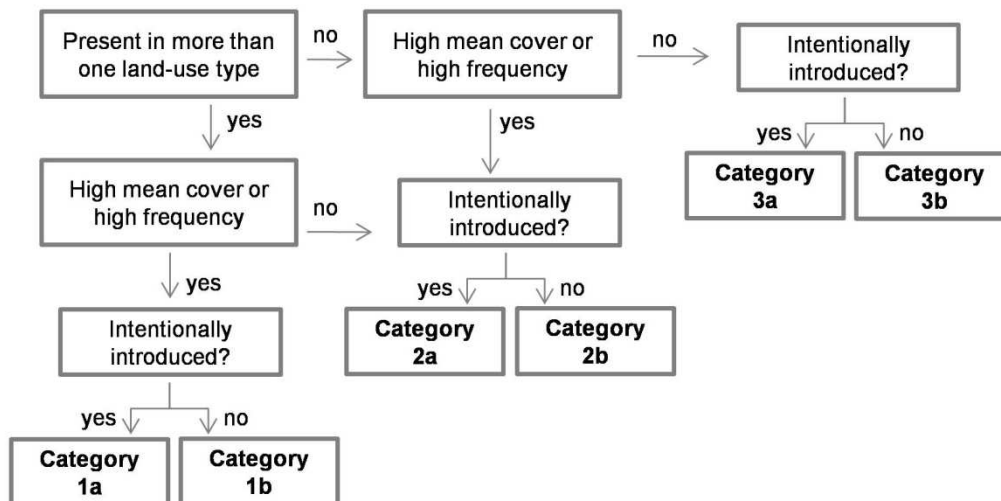 Present in more than
one land-use type
no
High mean cover or
high frequency
no
Intentionally
introduced?
yes
yes
yes
no
High mean cover or
high frequency
no
Intentionally
introduced?
Category
3a
Category
3b
yes
yes
no
Intentionally
introduced?
Category
2a
Category
2b
yes
no
Category
1a
Category
1b